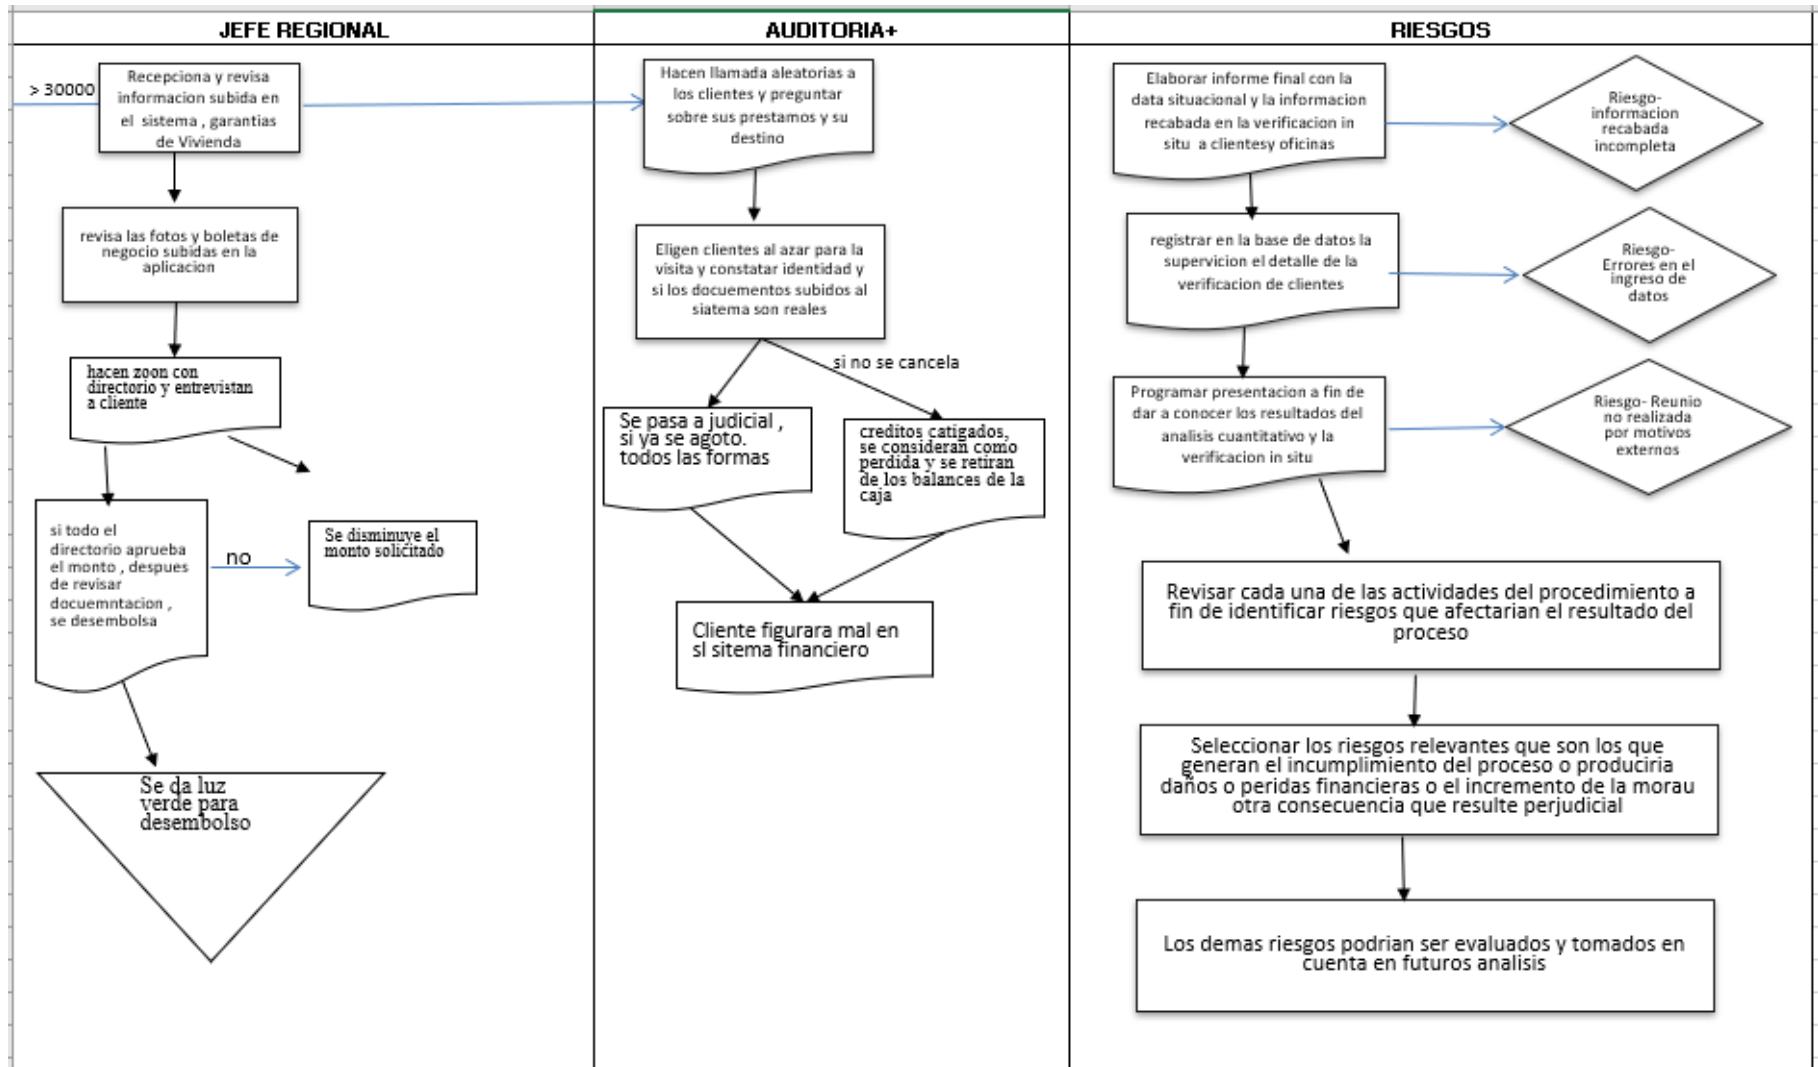 JEFE REGIONAL
AUDITORIA+
RIESGOS
> 30000
Recepciona y revisa
informacion subida en
el sistema , garantias
de Vivienda
revisa las fotos y boletas de
negocio subidas en la
aplicacion
hacen zoon con
directorio y entrevistan
a cliente
si todo el
directorio aprueba
el monto , despues
de revisar
docuemntacion ,
se desembolsa
no
Se disminuye el
monto solicitado
Se da luz
verde para
desembolso
Hacen llamada aleatorias a
los clientes y preguntar
sobre sus prestamos y su
destino
Eligen clientes al azar para la
visita y constatar identidad y
si los docuementos subidos al
siatema son reales
si no se cancela
Se pasa a judicial ,
si ya se agoto.
todos las formas
creditos catigados,
se consideran como
perdida y se retiran
de los balances de la
caja
Cliente figurara mal en
sl sitema financiero
Elaborar informe final con la
data situacional y la informacion
recabada en la verificacion in
situ a clientesy oficinas
Riesgo-
informacion
recabada
incompleta
registrar en la base de datos la
supervicion el detalle de la
verificacion de clientes
Riesgo-
Errores en el
ingreso de
datos
Programar presentacion a fin de
dar a conocer los resultados del
analisis cuantitativo y la
verificacion in situ
Riesgo- Reunio
no realizada
por motivos
externos
Revisar cada una de las actividades del procedimiento a
fin de identificar riesgos que afectarian el resultado del
proceso
Seleccionar los riesgos relevantes que son los que
generan el incumplimiento del proceso o produciria
daños o peridas financieras o el incremento de la morau
otra consecuencia que resulte perjudicial
Los demas riesgos podrian ser evaluados y tomados en
cuenta en futuros analisis